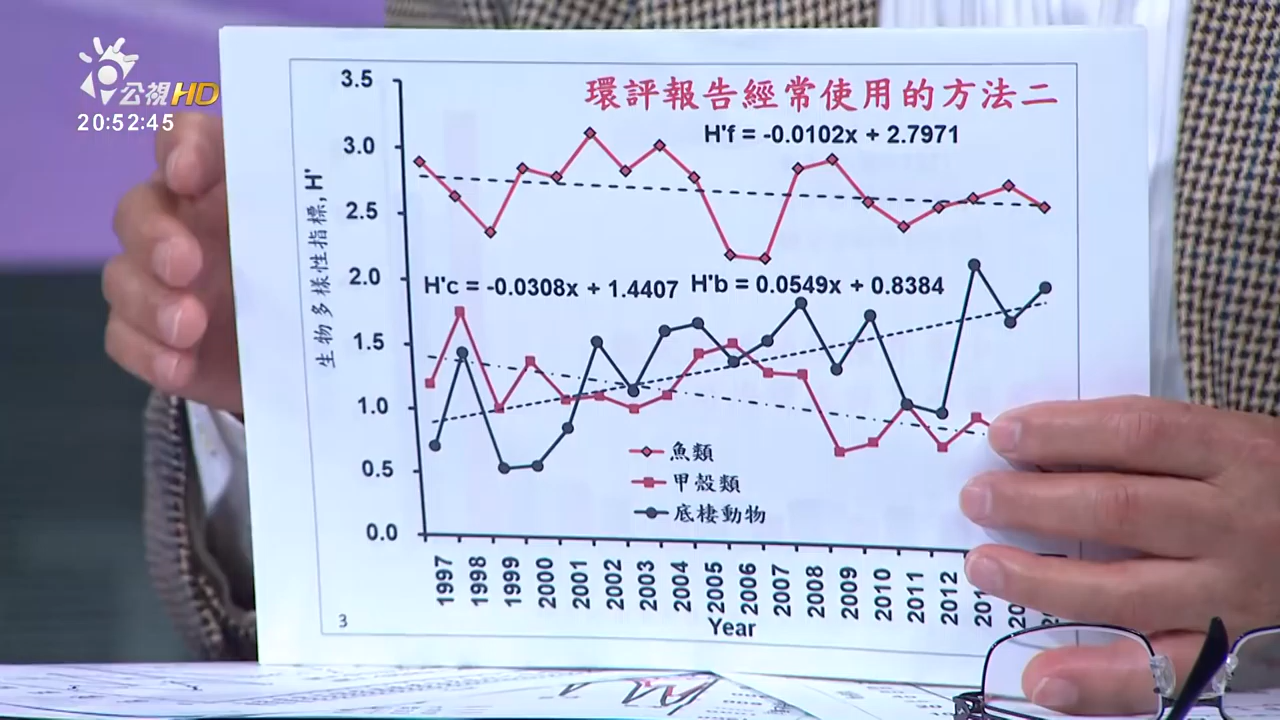 公視HD
20:52:45
環評報告經常使用的方法二
H'f = -0.0102x + 2.7971
H'c = -0.0308x + 1.4407
H'b = 0.0549x + 0.8384
生物多樣性指標, H'
3.5
3.0
2.5
2.0
1.5
1.0
0.5
0.0
魚類
甲殼類
底棲動物
1997 1998 1999 2000 2001 2002 2003 2004 2005 2006 2007 2008 2009 2010 2011 2012
Year
3